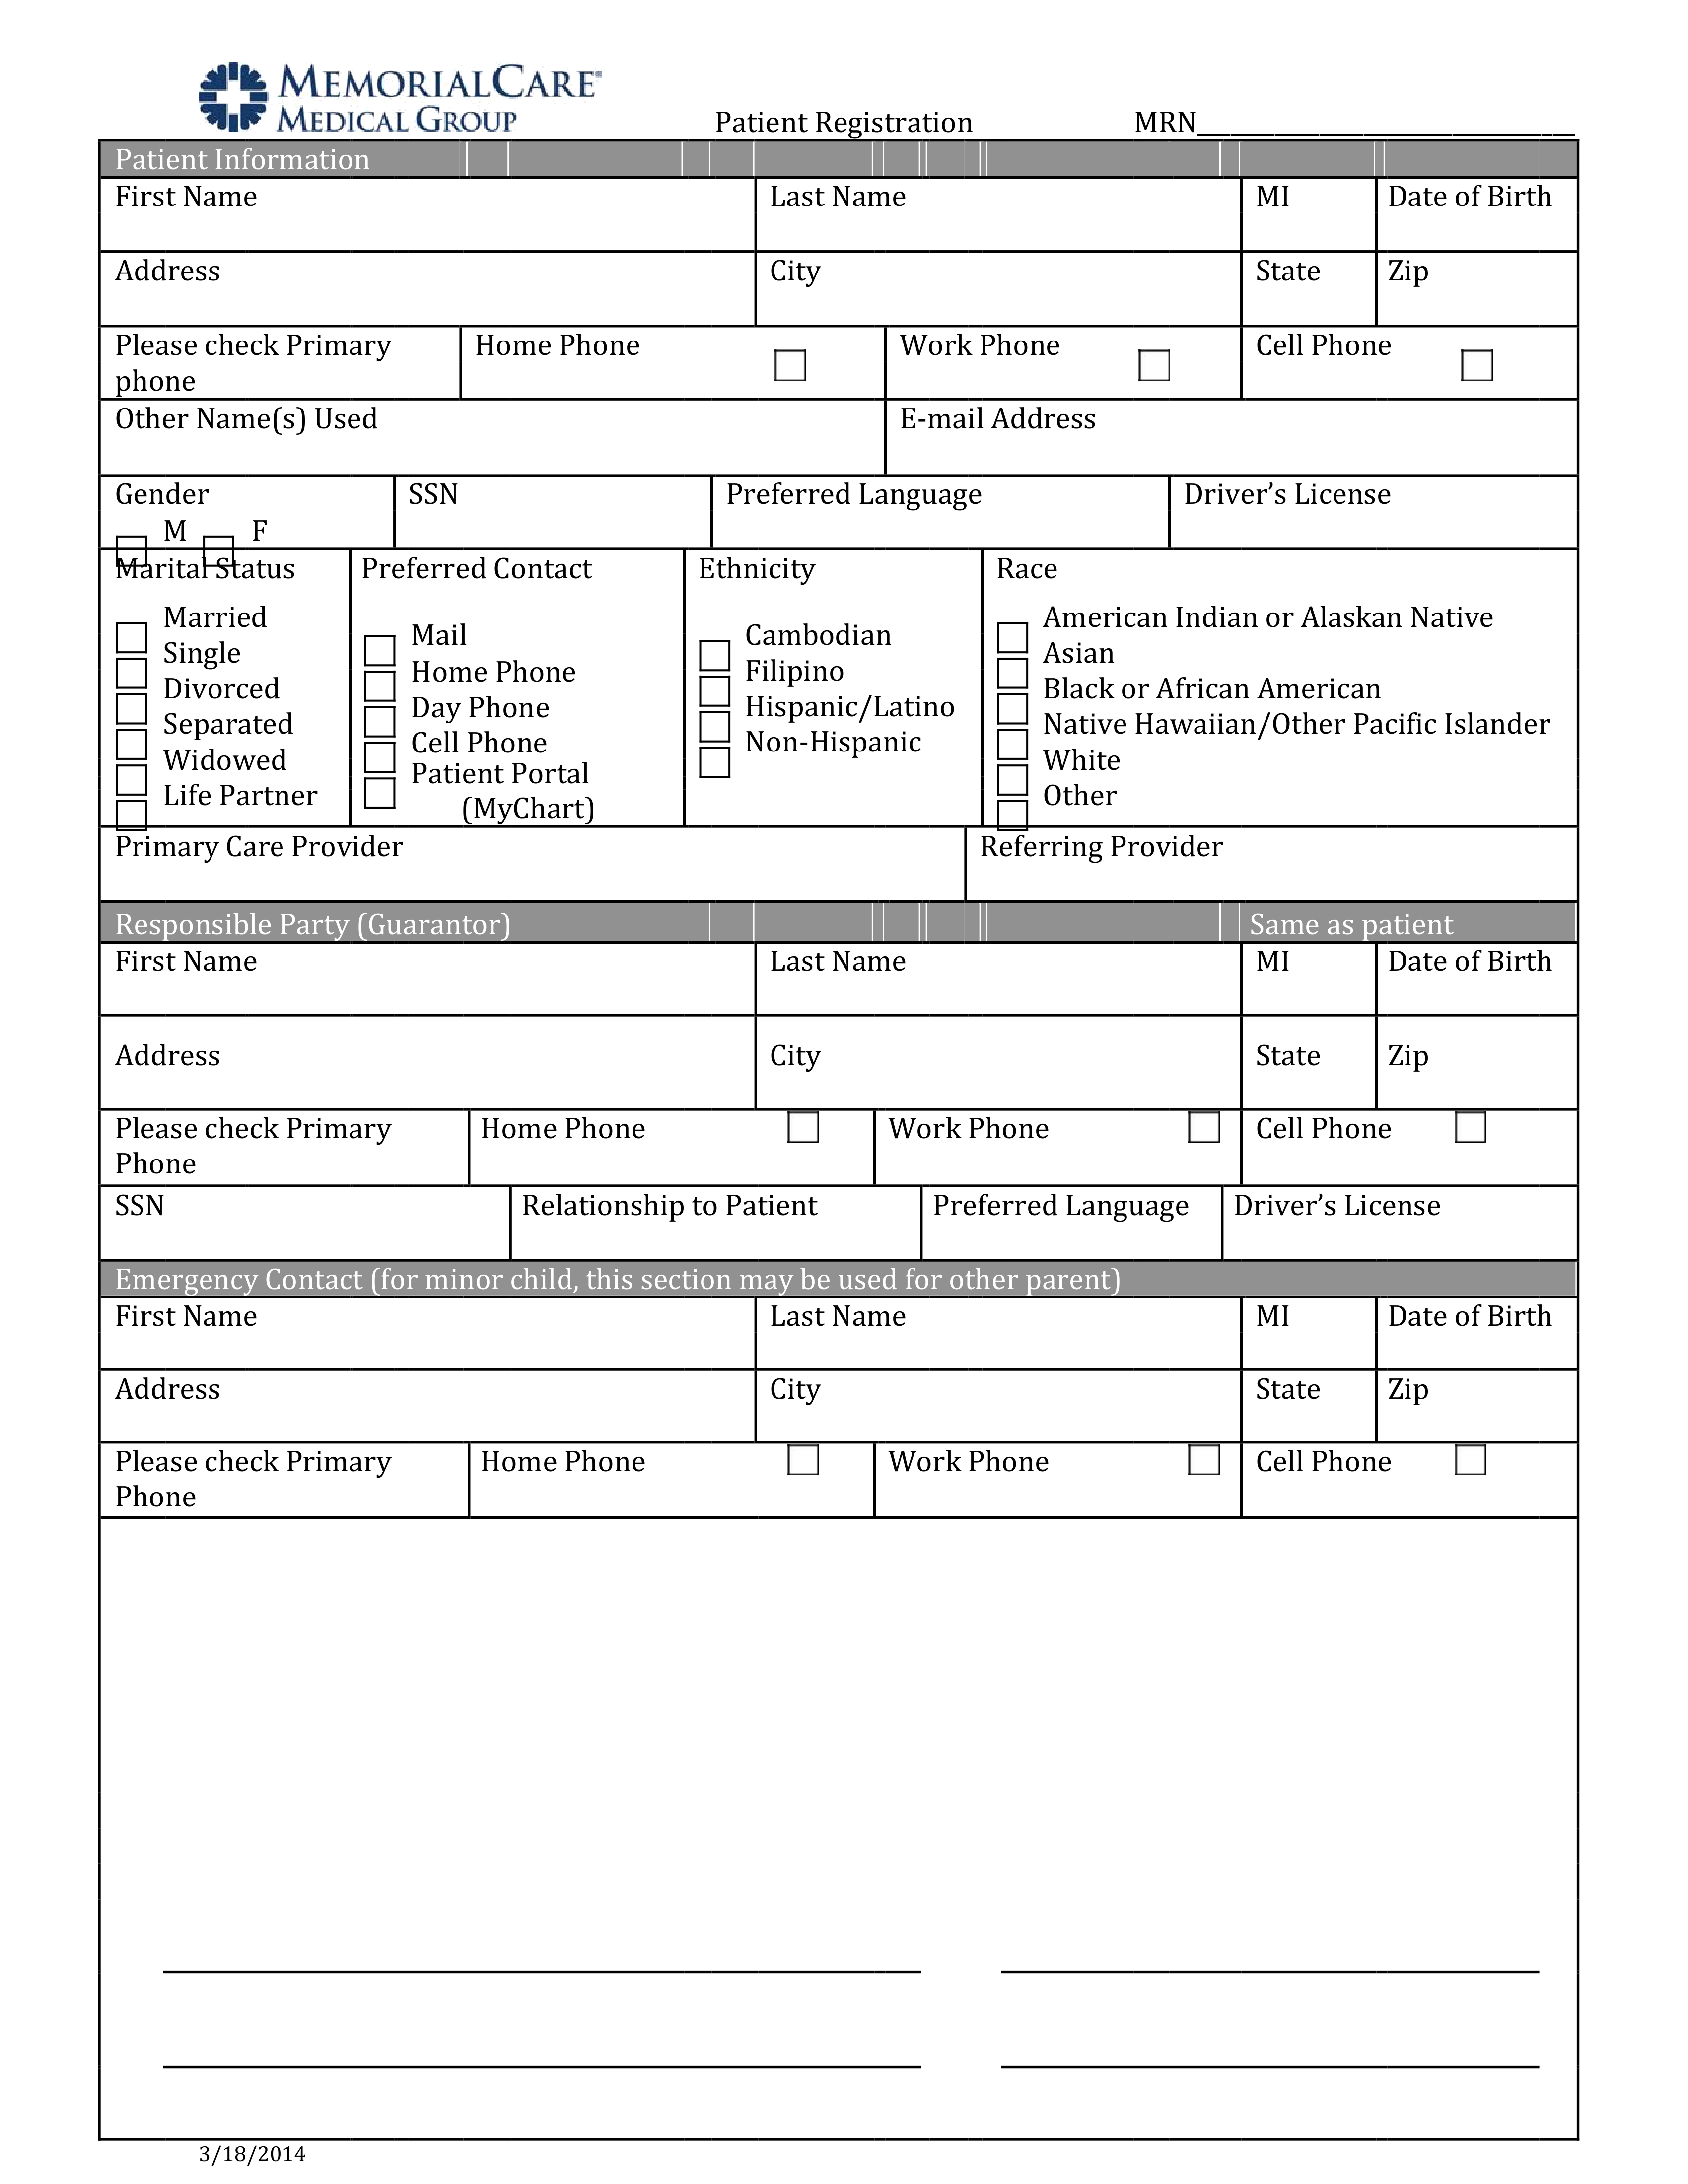 MEMORIALCARE®
MEDICAL GROUP
Patient Registration MRN____________________________
Patient Information
First Name Last Name MI Date of Birth
Address City State Zip
Please check Primary phone Home Phone Work Phone Cell Phone
Other Name(s) Used E-mail Address
Gender SSN Preferred Language Driver’s License
M F
Marital Status Preferred Contact Ethnicity Race
Married
Single
Divorced
Separated
Widowed
Life Partner
Mail
Home Phone
Day Phone
Cell Phone
Patient Portal
(MyChart)
Cambodian
Filipino
Hispanic/Latino
Non-Hispanic
American Indian or Alaskan Native
Asian
Black or African American
Native Hawaiian/Other Pacific Islander
White
Other
Primary Care Provider Referring Provider
Responsible Party (Guarantor) Same as patient
First Name Last Name MI Date of Birth
Address City State Zip
Please check Primary Phone Home Phone Work Phone Cell Phone
SSN Relationship to Patient Preferred Language Driver’s License
Emergency Contact (for minor child, this section may be used for other parent)
First Name Last Name MI Date of Birth
Address City State Zip
Please check Primary Phone Home Phone Work Phone Cell Phone
3/18/2014